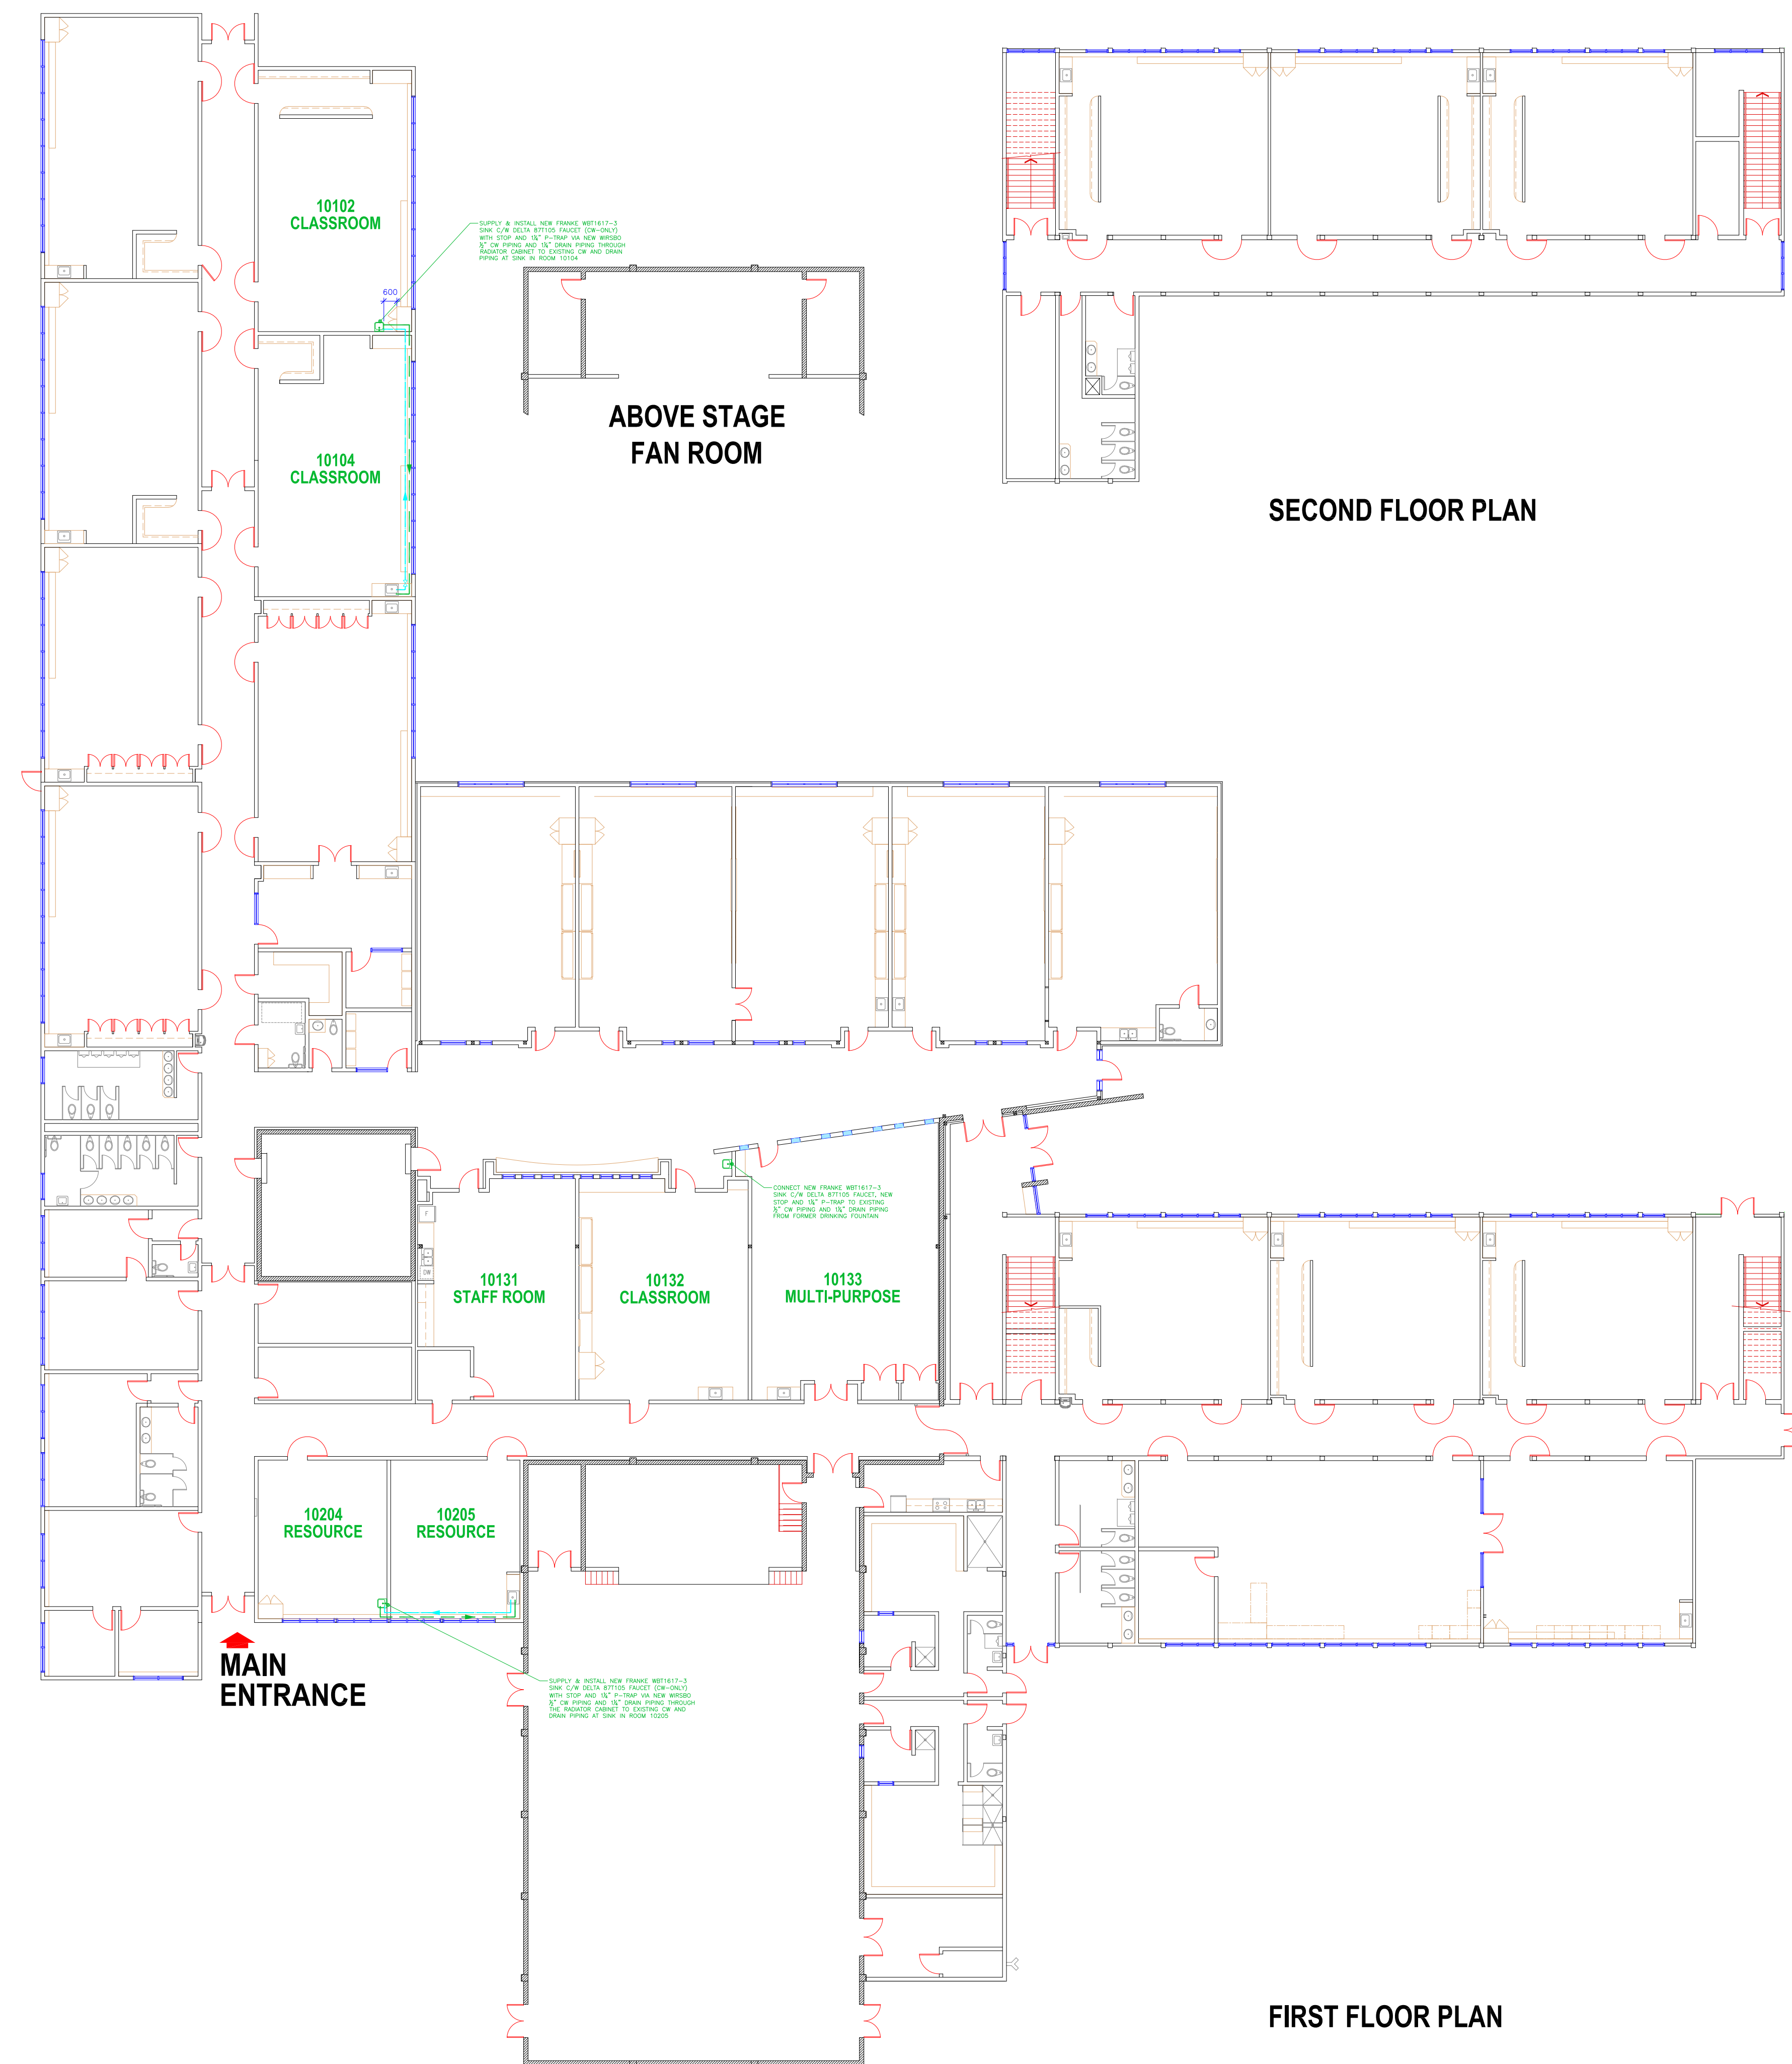 10102
CLASSROOM
SUPPLY & INSTALL NEW FRANKE WBT1617-3
SINK C/W DELTA 87T105 FAUCET (CW-ONLY)
WITH STOP AND 1¼" P-TRAP VIA NEW WIRSBO
½" CW PIPING AND 1¼" DRAIN PIPING THROUGH
RADIATOR CABINET TO EXISTING CW AND DRAIN
PIPING AT SINK IN ROOM 10104
600
ABOVE STAGE
FAN ROOM
10104
CLASSROOM
SECOND FLOOR PLAN
CONNECT NEW FRANKE WBT1617-3
SINK C/W DELTA 87T105 FAUCET, NEW
STOP AND 1¼" P-TRAP TO EXISTING
½" CW PIPING AND 1¼" DRAIN PIPING
FROM FORMER DRINKING FOUNTAIN
F
DW
10131
STAFF ROOM
10132
CLASSROOM
10133
MULTI-PURPOSE
10204
RESOURCE
10205
RESOURCE
MAIN
ENTRANCE
SUPPLY & INSTALL NEW FRANKE WBT1617-3
SINK C/W DELTA 87T105 FAUCET (CW-ONLY)
WITH STOP AND 1¼" P-TRAP VIA NEW WIRSBO
½" CW PIPING AND 1¼" DRAIN PIPING THROUGH
THE RADIATOR CABINET TO EXISTING CW AND
DRAIN PIPING AT SINK IN ROOM 10205
FIRST FLOOR PLAN